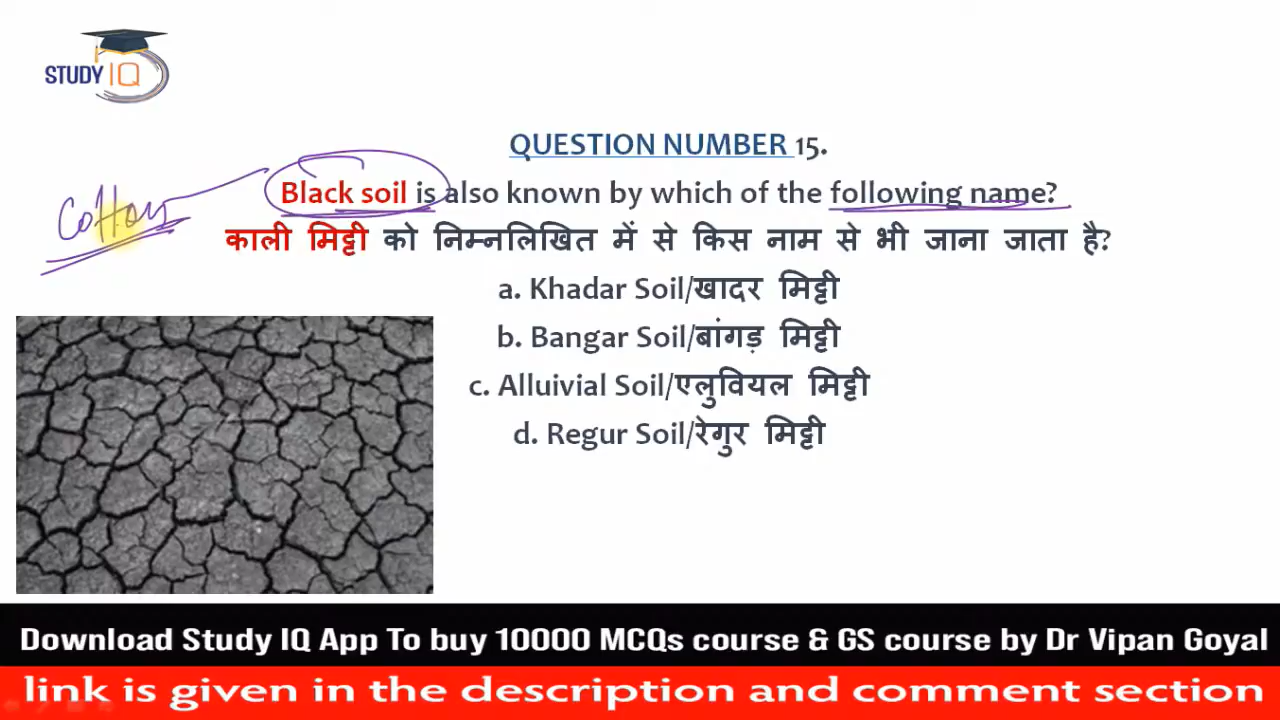 STUDY IQ
QUESTION NUMBER 15.
Cotton
Black soil is also known by which of the following name?
काली मिट्टी को निम्नलिखित में से किस नाम से भी जाना जाता है?
a. Khadar Soil/खादर मिट्टी
b. Bangar Soil/बांगड़ मिट्टी
c. Alluivial Soil/एलुवियल मिट्टी
d. Regur Soil/रेगुर मिट्टी
Download Study IQ App To buy 10000 MCQs course & GS course by Dr Vipan Goyal
link is given in the description and comment section